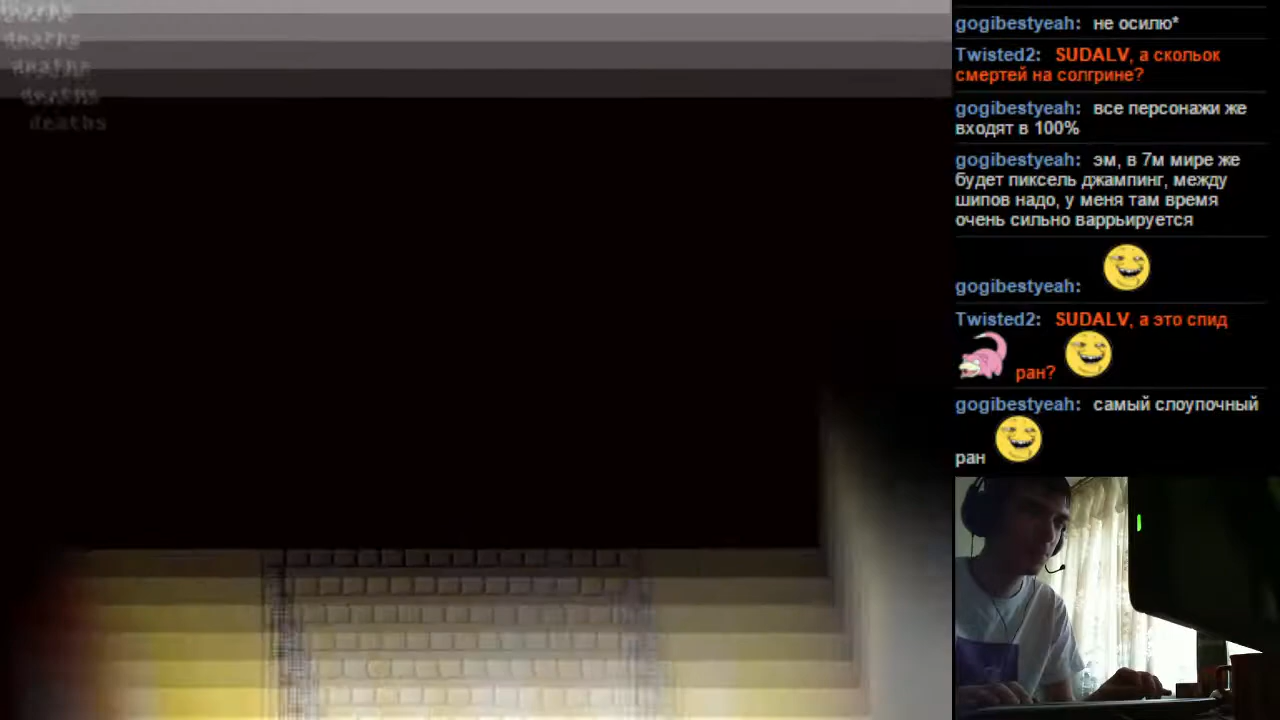 deaths
deaths
deaths
deaths
deaths
gogibestyeah: не осилю*
Twisted2: SUDALV, а скольок
смертей на солгрине?
gogibestyeah: все персонажи же
входят в 100%
gogibestyeah: эм, в 7м мире же
будет пиксель джампинг, между
шипов надо, у меня там время
очень сильно варрьируется
gogibestyeah:
Twisted2: SUDALV, а это спид
ран?
gogibestyeah: самый слоупочный
ран